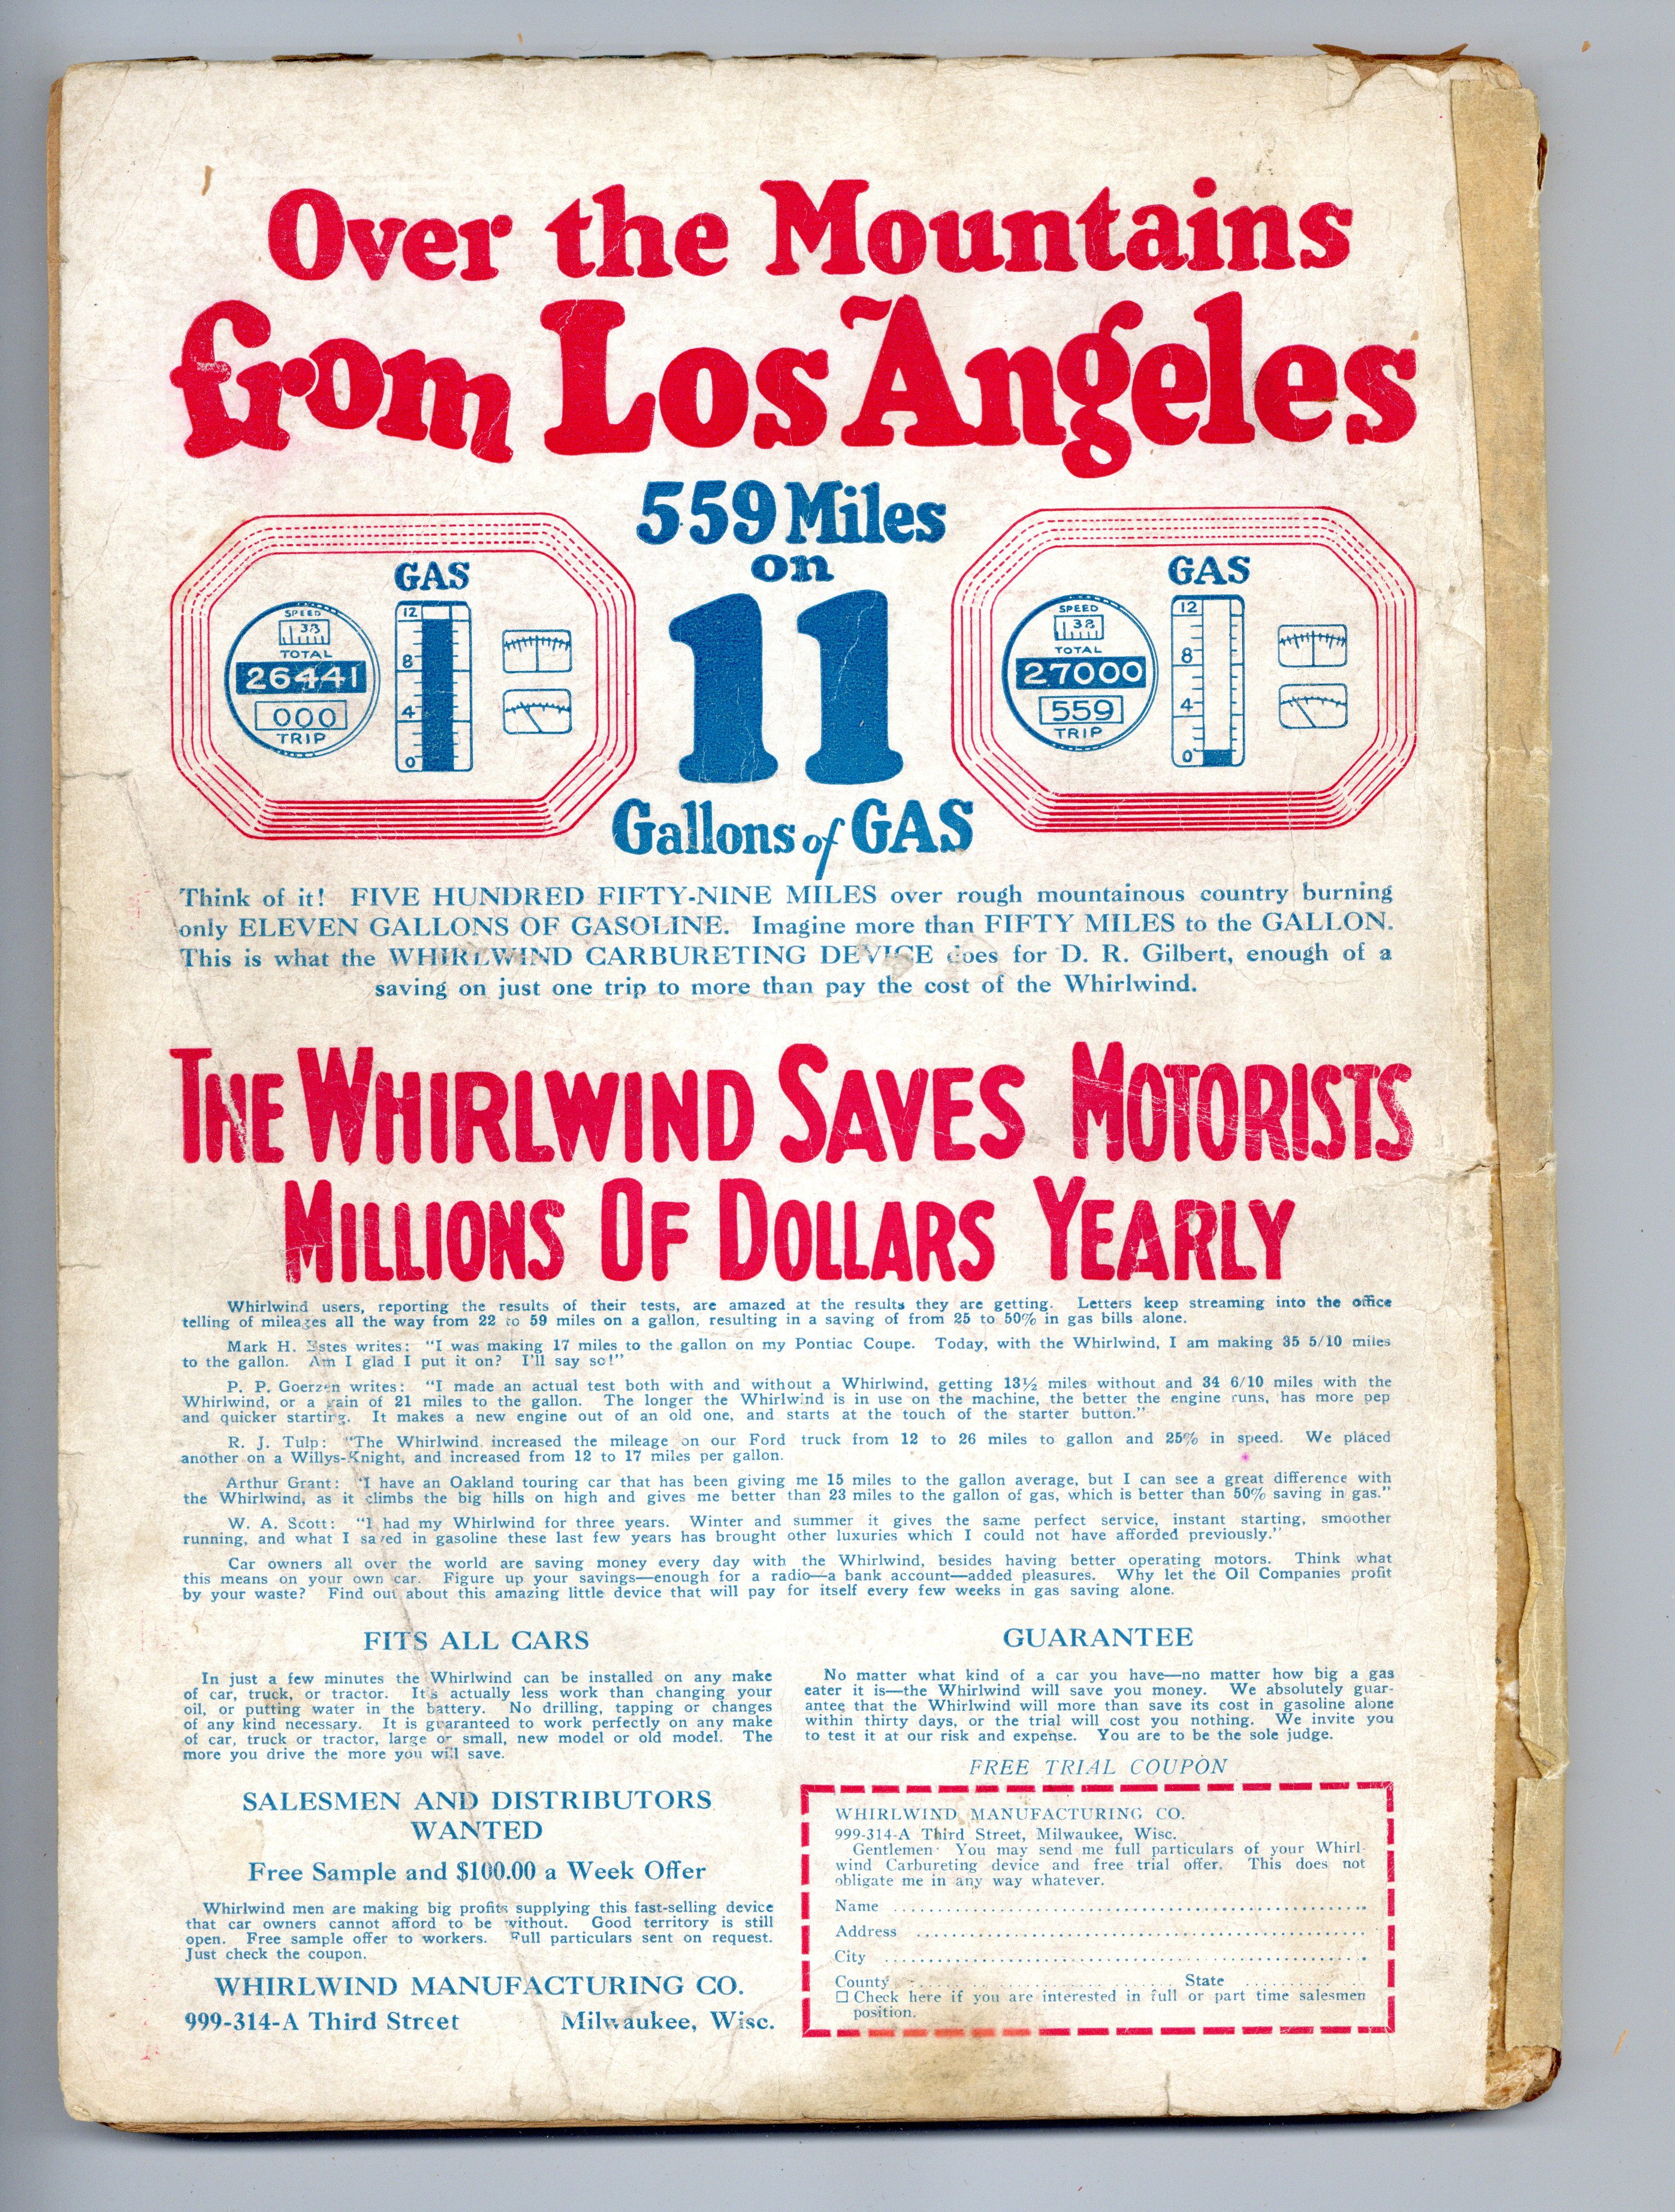 Over the Mountains
from Los Angeles
559 Miles
on
11
Gallons of GAS
GAS
SPEED
38
TOTAL
26441
000
TRIP
12
8
4
0
GAS
SPEED
38
TOTAL
27000
559
TRIP
12
8
4
0
Think of it! FIVE HUNDRED FIFTY-NINE MILES over rough mountainous country burning
only ELEVEN GALLONS OF GASOLINE. Imagine more than FIFTY MILES to the GALLON.
This is what the WHIRLWIND CARBURETING DEVICE does for D. R. Gilbert, enough of a
saving on just one trip to more than pay the cost of the Whirlwind.
THE WHIRLWIND SAVES MOTORISTS
MILLIONS OF DOLLARS YEARLY
Whirlwind users, reporting the results of their tests, are amazed at the results they are getting. Letters keep streaming into the office
telling of mileages all the way from 22 to 59 miles on a gallon, resulting in a saving of from 25 to 50% in gas bills alone.
Mark H. Estes writes: "I was making 17 miles to the gallon on my Pontiac Coupe. Today, with the Whirlwind, I am making 35 5/10 miles
to the gallon. Am I glad I put it on? I'll say so!"
P. P. Goerzen writes: "I made an actual test both with and without a Whirlwind, getting 13½ miles without and 34 6/10 miles with the
Whirlwind, or a gain of 21 miles to the gallon. The longer the Whirlwind is in use on the machine, the better the engine runs, has more pep
and quicker starting. It makes a new engine out of an old one, and starts at the touch of the starter button."
R. J. Tulp: "The Whirlwind increased the mileage on our Ford truck from 12 to 26 miles to gallon and 25% in speed. We placed
another on a Willys-Knight, and increased from 12 to 17 miles per gallon.
Arthur Grant: "I have an Oakland touring car that has been giving me 15 miles to the gallon average, but I can see a great difference with
the Whirlwind, as it climbs the big hills on high and gives me better than 23 miles to the gallon of gas, which is better than 50% saving in gas."
W. A. Scott: "I had my Whirlwind for three years. Winter and summer it gives the same perfect service, instant starting, smoother
running, and what I saved in gasoline these last few years has brought other luxuries which I could not have afforded previously."
Car owners all over the world are saving money every day with the Whirlwind, besides having better operating motors. Think what
this means on your own car. Figure up your savings—enough for a radio—a bank account—added pleasures. Why let the Oil Companies profit
by your waste? Find out about this amazing little device that will pay for itself every few weeks in gas saving alone.
FITS ALL CARS
In just a few minutes the Whirlwind can be installed on any make
of car, truck, or tractor. It's actually less work than changing your
oil, or putting water in the battery. No drilling, tapping or changes
of any kind necessary. It is guaranteed to work perfectly on any make
of car, truck or tractor, large or small, new model or old model. The
more you drive the more you will save.
SALESMEN AND DISTRIBUTORS
WANTED
Free Sample and $100.00 a Week Offer
Whirlwind men are making big profits supplying this fast-selling device
that car owners cannot afford to be without. Good territory is still
open. Free sample offer to workers. Full particulars sent on request.
Just check the coupon.
WHIRLWIND MANUFACTURING CO.
999-314-A Third Street Milwaukee, Wisc.
GUARANTEE
No matter what kind of a car you have—no matter how big a gas
eater it is—the Whirlwind will save you money. We absolutely guar-
antee that the Whirlwind will more than save its cost in gasoline alone
within thirty days, or the trial will cost you nothing. We invite you
to test it at our risk and expense. You are to be the sole judge.
FREE TRIAL COUPON
WHIRLWIND MANUFACTURING CO.
999-314-A Third Street, Milwaukee, Wisc.
Gentlemen: You may send me full particulars of your Whirl-
wind Carbureting device and free trial offer. This does not
obligate me in any way whatever.
Name
Address
City
County State
☐ Check here if you are interested in full or part time salesmen
position.